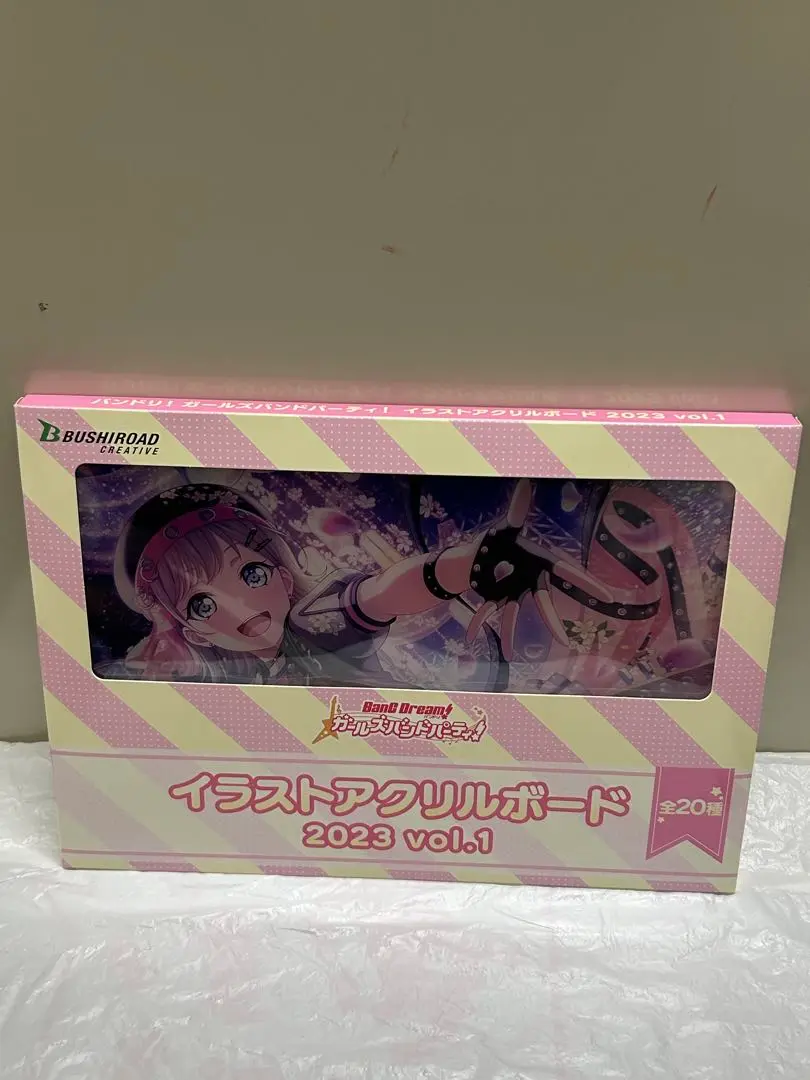 バンドリ! ガールズバンドパーティ! イラストアクリルボード 2023 vol.1
BUSHIROAD
CREATIVE
BanG Dream!
ガールズバンドパーティ!
イラストアクリルボード
2023 vol.1
全20種